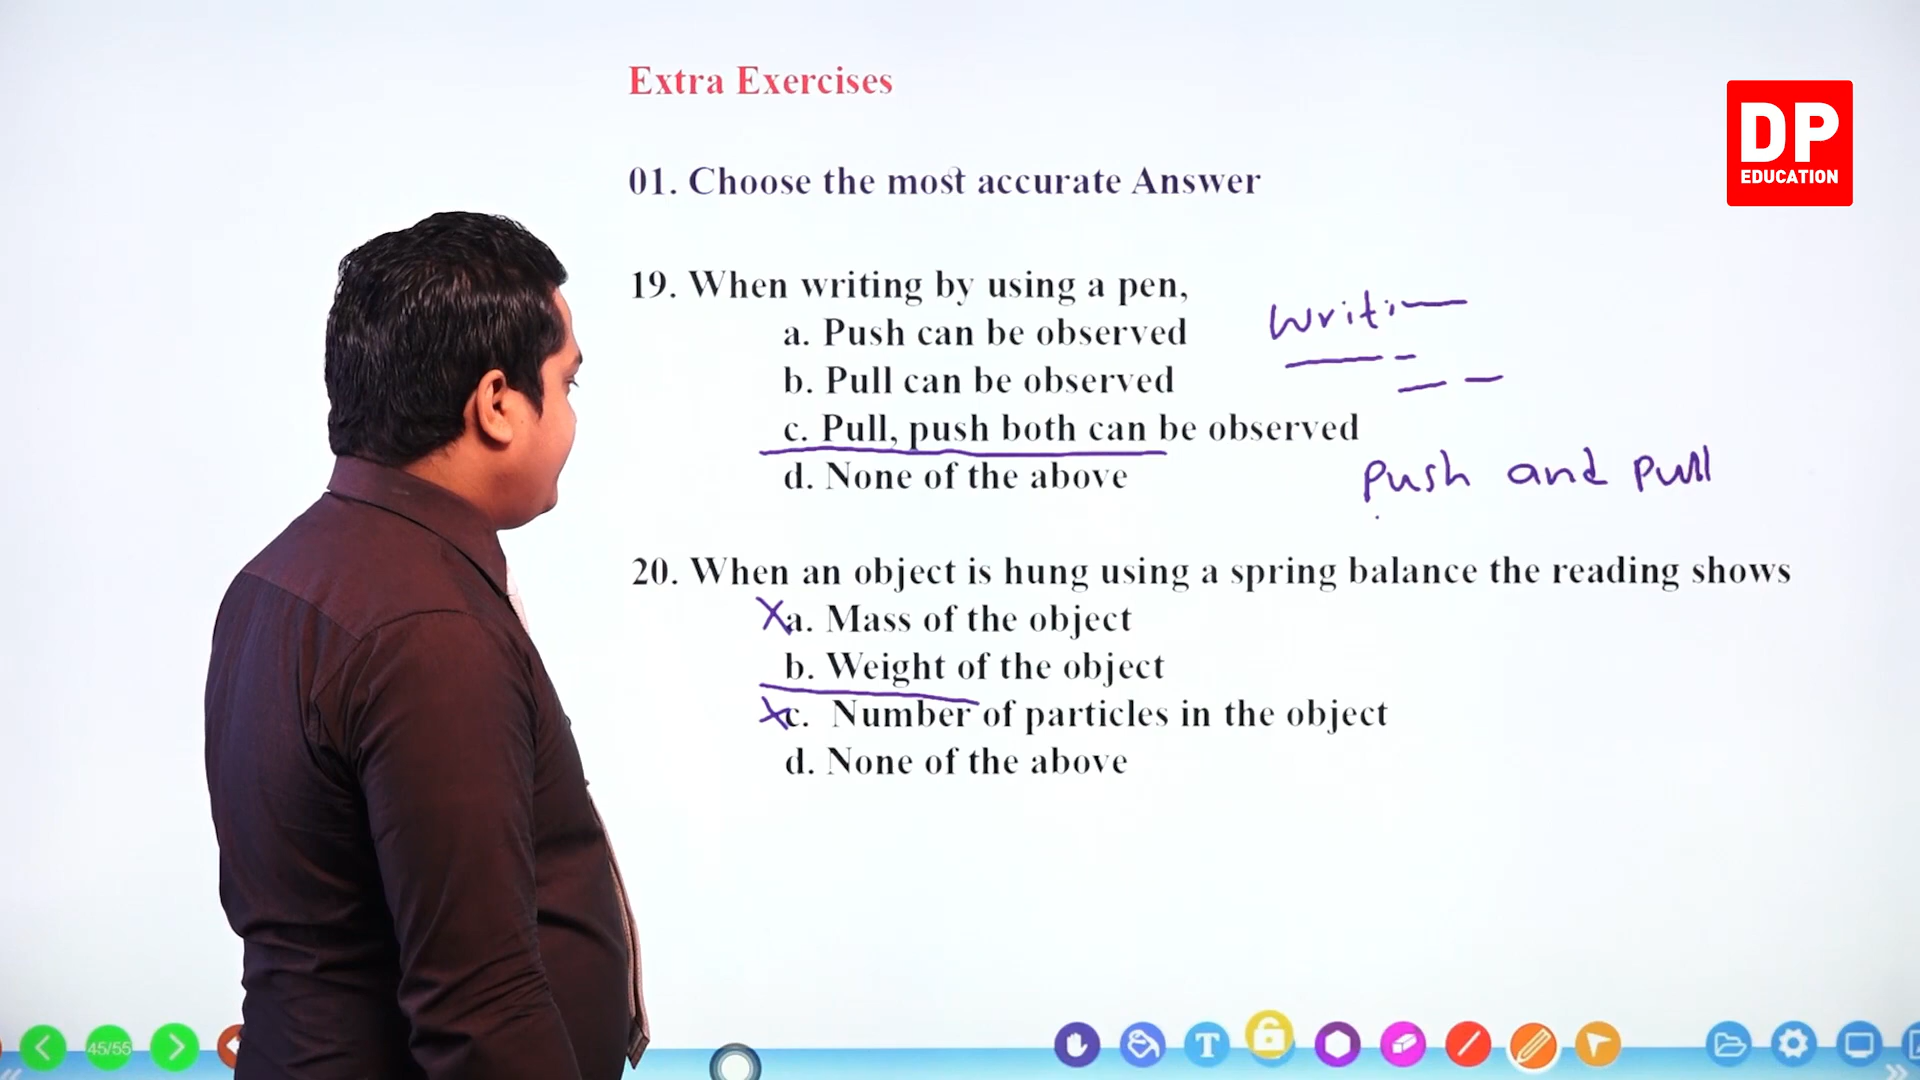 Extra Exercises
DP
EDUCATION
01. Choose the most accurate Answer
19. When writing by using a pen,
a. Push can be observed
b. Pull can be observed
c. Pull, push both can be observed
d. None of the above
writi
push and pull
20. When an object is hung using a spring balance the reading shows
Xa. Mass of the object
b. Weight of the object
Xc. Number of particles in the object
d. None of the above
45/55
T